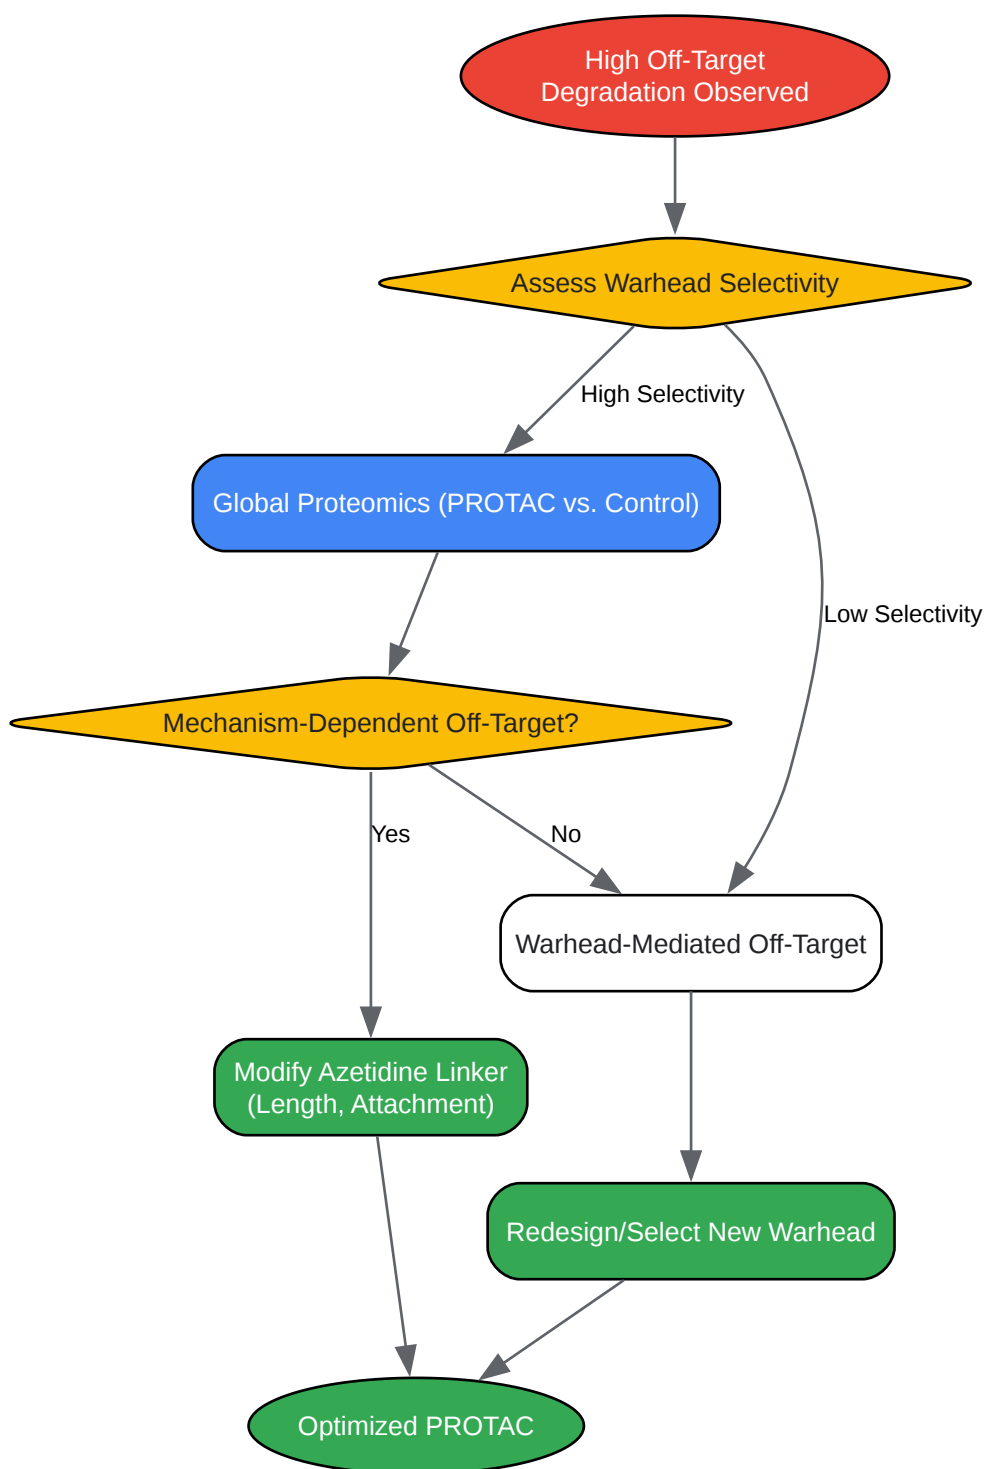 High Off-Target
Degradation Observed
Assess Warhead Selectivity
High Selectivity
Global Proteomics (PROTAC vs. Control)
Low Selectivity
Mechanism-Dependent Off-Target?
Yes
No
Warhead-Mediated Off-Target
Modify Azetidine Linker
(Length, Attachment)
Redesign/Select New Warhead
Optimized PROTAC